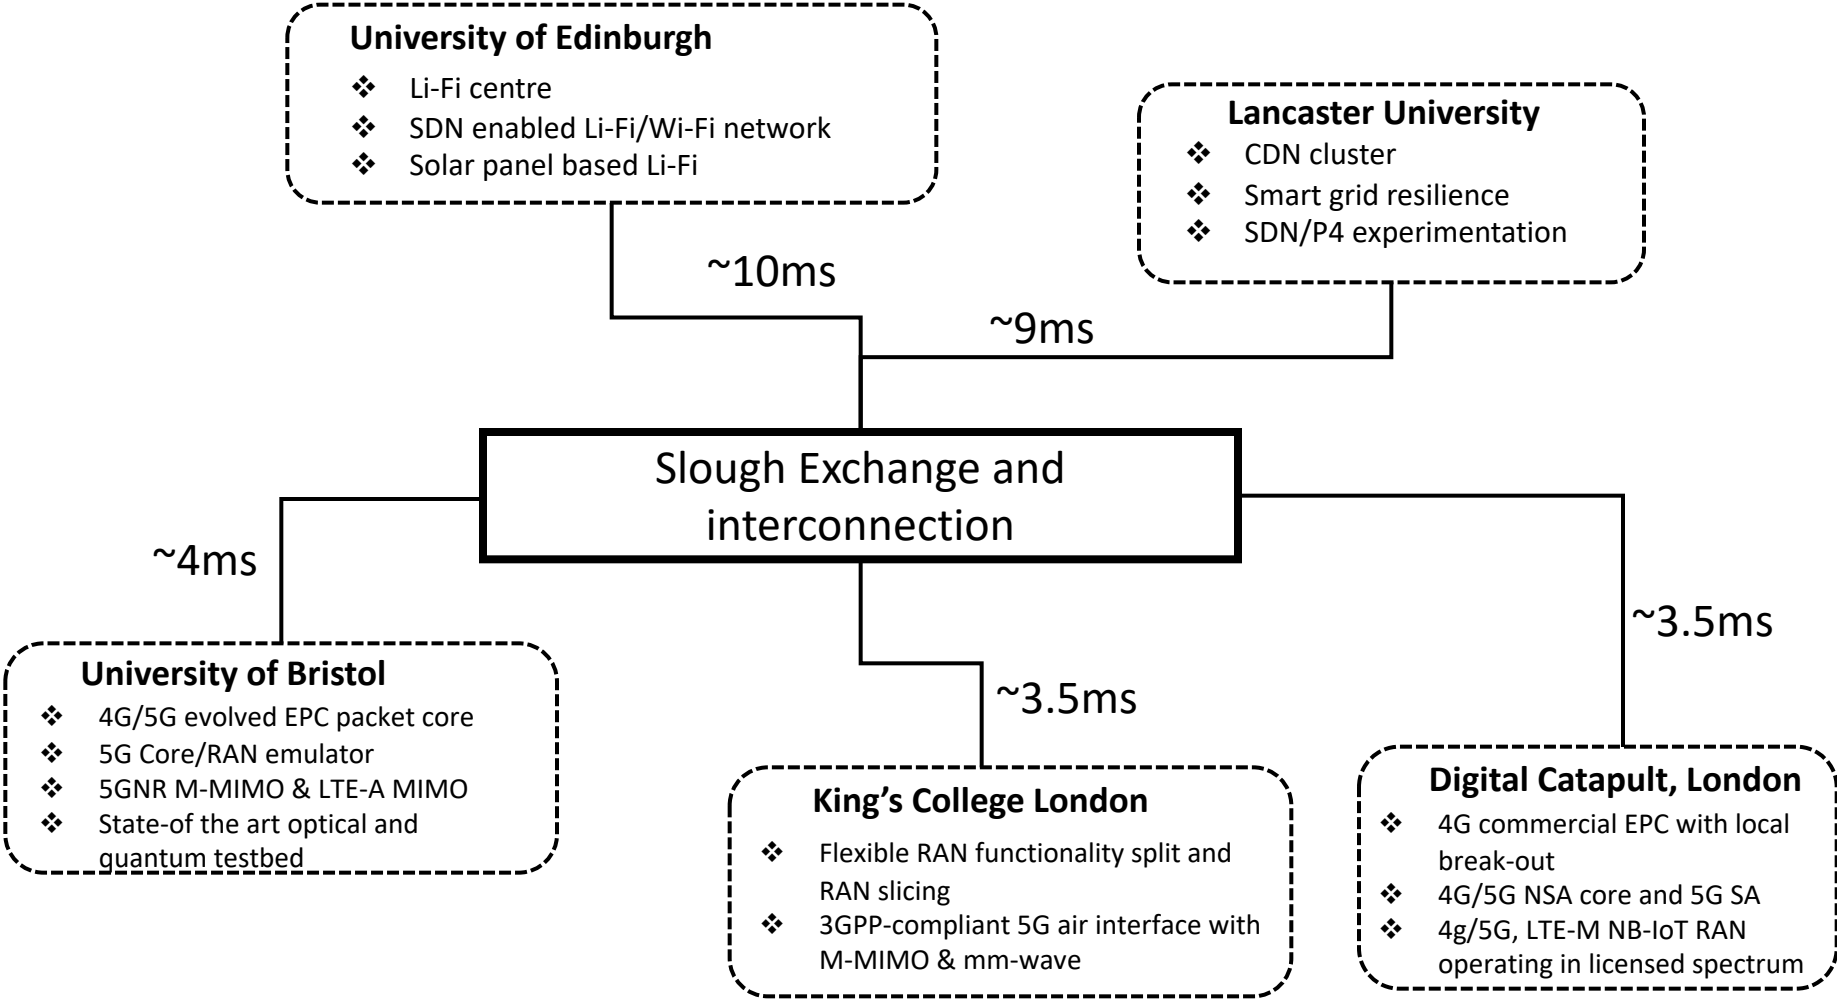 University of Edinburgh
❖ Li-Fi centre
❖ SDN enabled Li-Fi/Wi-Fi network
❖ Solar panel based Li-Fi
Lancaster University
❖ CDN cluster
❖ Smart grid resilience
❖ SDN/P4 experimentation
~10ms
~9ms
Slough Exchange and
interconnection
~4ms
~3.5ms
~3.5ms
University of Bristol
❖ 4G/5G evolved EPC packet core
❖ 5G Core/RAN emulator
❖ 5GNR M-MIMO & LTE-A MIMO
❖ State-of the art optical and
quantum testbed
King’s College London
❖ Flexible RAN functionality split and
RAN slicing
❖ 3GPP-compliant 5G air interface with
M-MIMO & mm-wave
Digital Catapult, London
❖ 4G commercial EPC with local
break-out
❖ 4G/5G NSA core and 5G SA
❖ 4g/5G, LTE-M NB-IoT RAN
operating in licensed spectrum